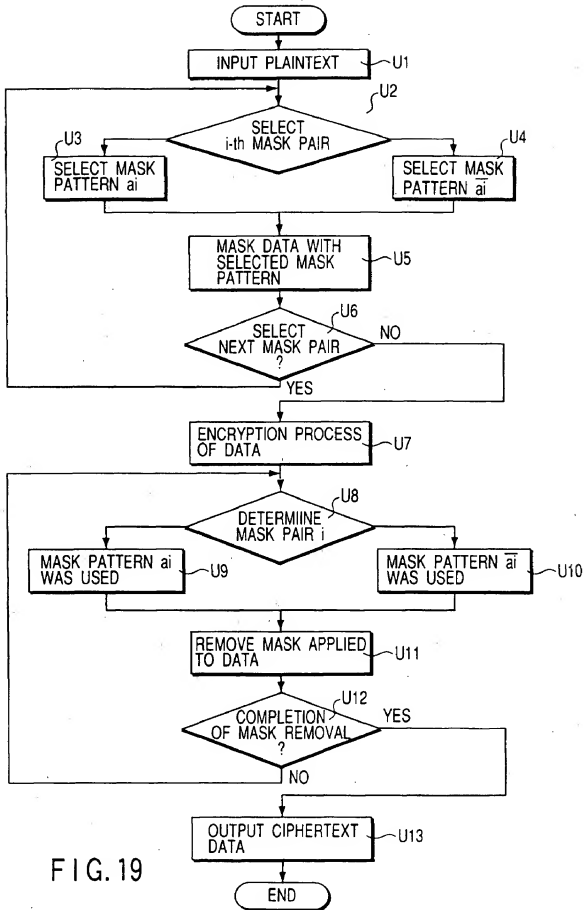 START
INPUT PLAINTEXT
U1
U2
SELECT
i-th MASK PAIR
U3
SELECT MASK
PATTERN ai
U4
SELECT MASK
PATTERN a̅i̅
MASK DATA WITH
SELECTED MASK
PATTERN
U5
U6
SELECT
NEXT MASK PAIR
?
NO
YES
ENCRYPTION PROCESS
OF DATA
U7
U8
DETERMIINE
MASK PAIR i
MASK PATTERN ai
WAS USED
U9
MASK PATTERN a̅i̅
WAS USED
U10
REMOVE MASK APPLIED
TO DATA
U11
U12
COMPLETION
OF MASK REMOVAL
?
YES
NO
OUTPUT CIPHERTEXT
DATA
U13
FIG.19
END